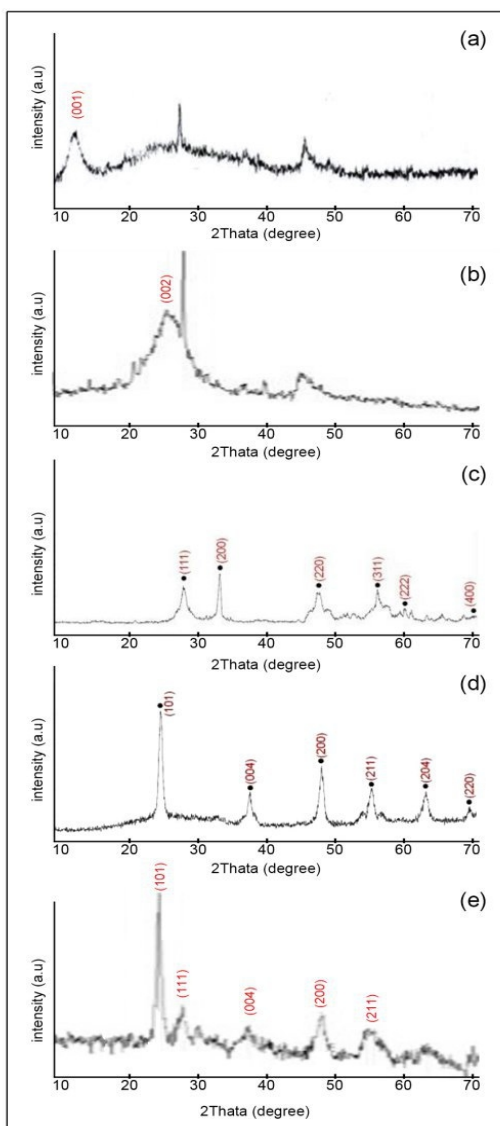 (a)
intensity (a.u)
(001)
10 20 30 40 50 60 70
2Thata (degree)
(b)
intensity (a.u)
(002)
10 20 30 40 50 60 70
2Thata (degree)
(c)
intensity (a.u)
(111) (200) (220) (311) (222) (400)
10 20 30 40 50 60 70
2Thata (degree)
(d)
intensity (a.u)
(101) (004) (200) (211) (204) (220)
10 20 30 40 50 60 70
2Thata (degree)
(e)
intensity (a.u)
(101) (111) (004) (200) (211)
10 20 30 40 50 60 70
2Thata (degree)